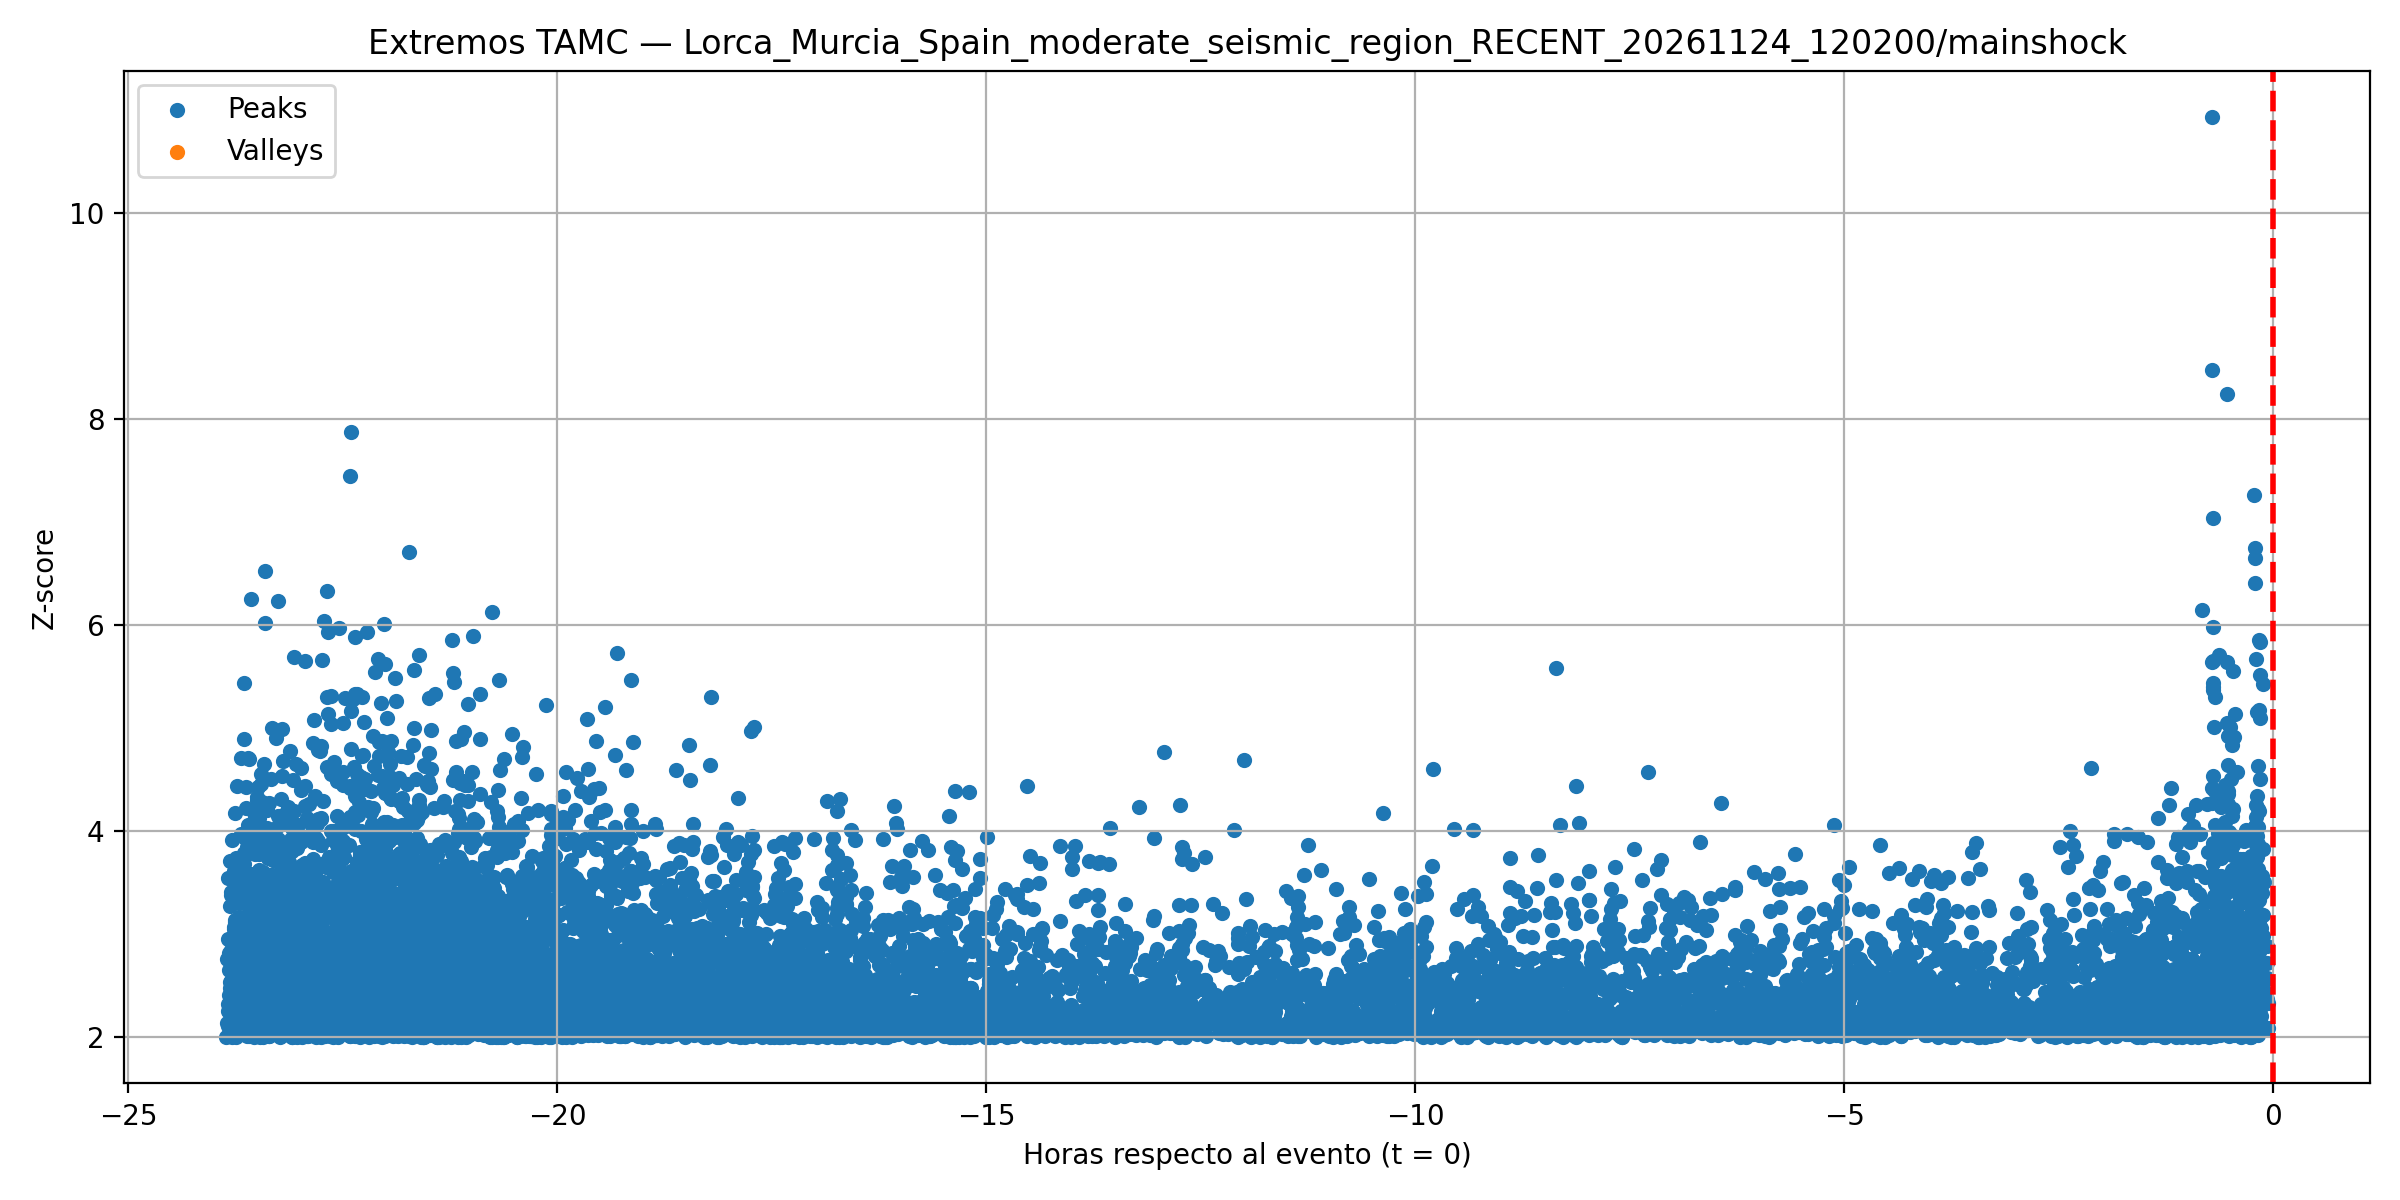 Extremos TAMC — Lorca_Murcia_Spain_moderate_seismic_region_RECENT_20261124_120200/mainshock
Peaks
Valleys
Z-score
10
8
6
4
2
−25
−20
−15
−10
−5
0
Horas respecto al evento (t = 0)